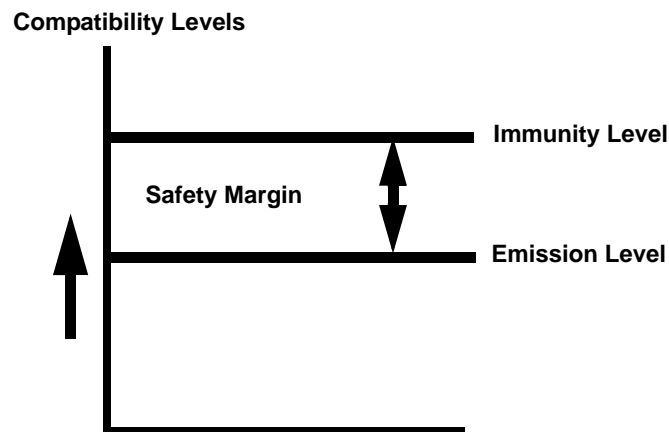 Compatibility Levels
Immunity Level
Safety Margin
Emission Level